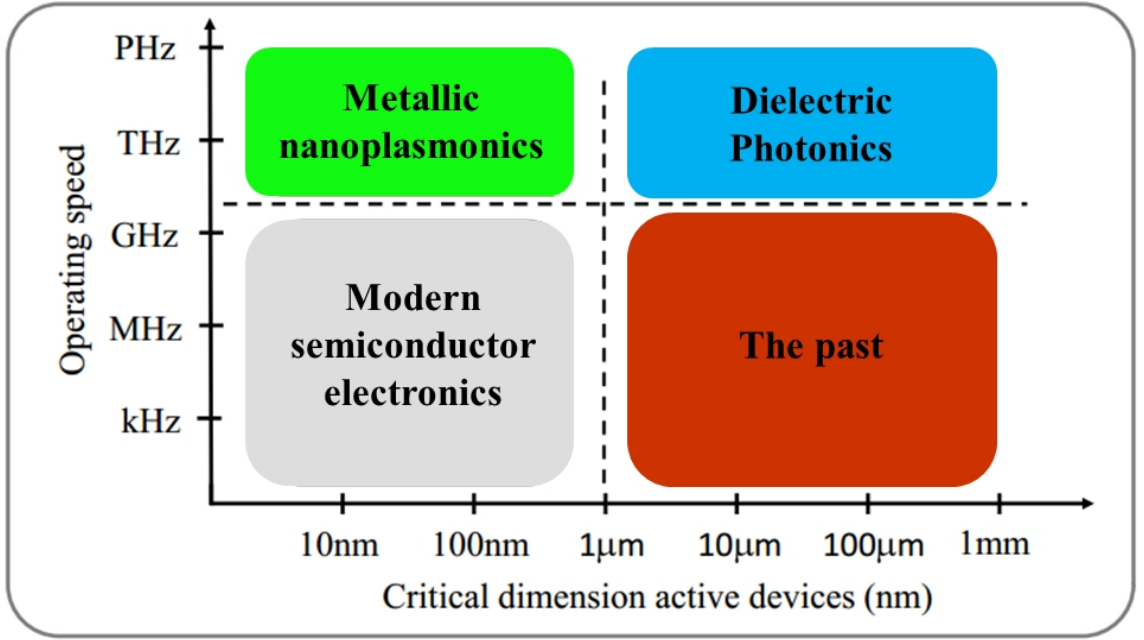 PHz
THz
GHz
MHz
kHz
Operating speed
Metallic
nanoplasmonics
Dielectric
Photonics
Modern
semiconductor
electronics
The past
10nm 100nm 1μm 10μm 100μm 1mm
Critical dimension active devices (nm)